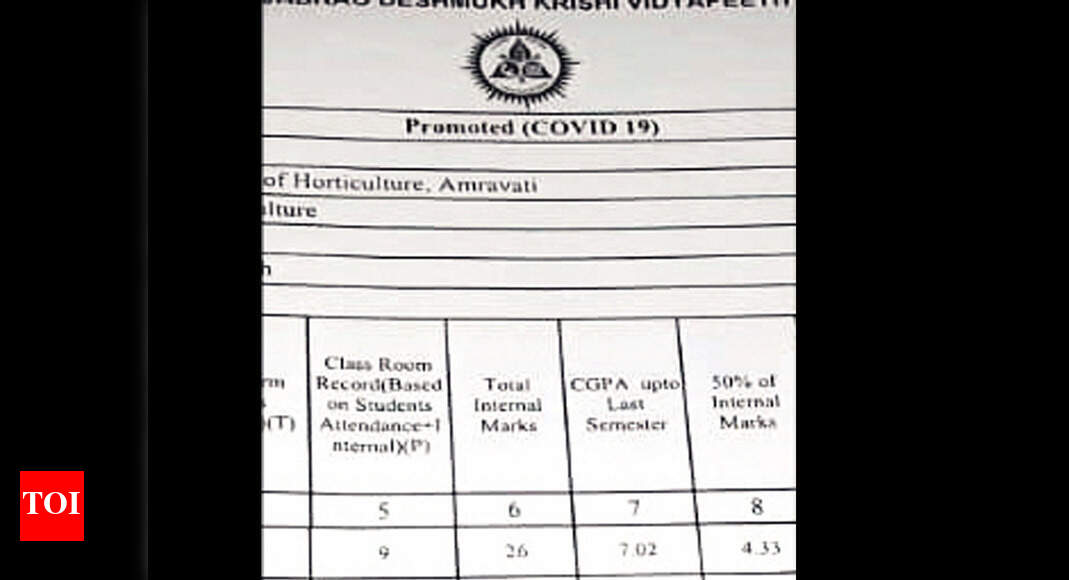 DESHMUKH KRISHI VIDYAPEETH
Promoted (COVID 19)
of Horticulture, Amravati
lture
Class Room
Record(Based
on Students
Attendance+I
nternal)(P)
Total
Internal
Marks
CGPA upto
Last
Semester
50% of
Internal
Marks
(T)
5 6 7 8
9 26 7.02 4.33
TOI